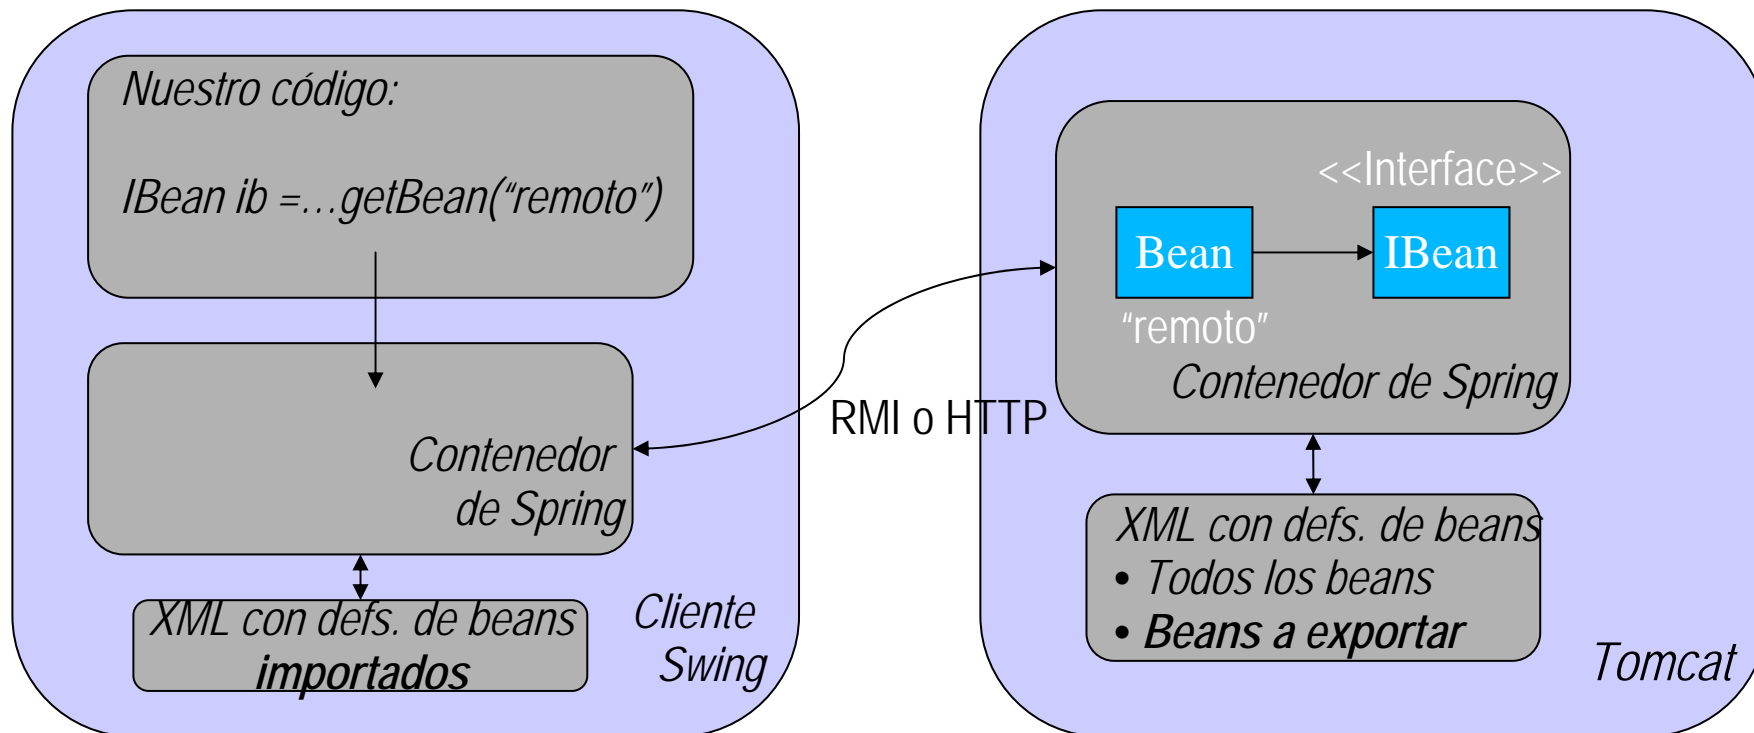 Nuestro código:
IBean ib =…getBean(“remoto”)
Contenedor
de Spring
XML con defs. de beans
importados
Cliente
Swing
RMI o HTTP
<<Interface>>
Bean
IBean
“remoto”
Contenedor de Spring
XML con defs. de beans
• Todos los beans
• Beans a exportar
Tomcat